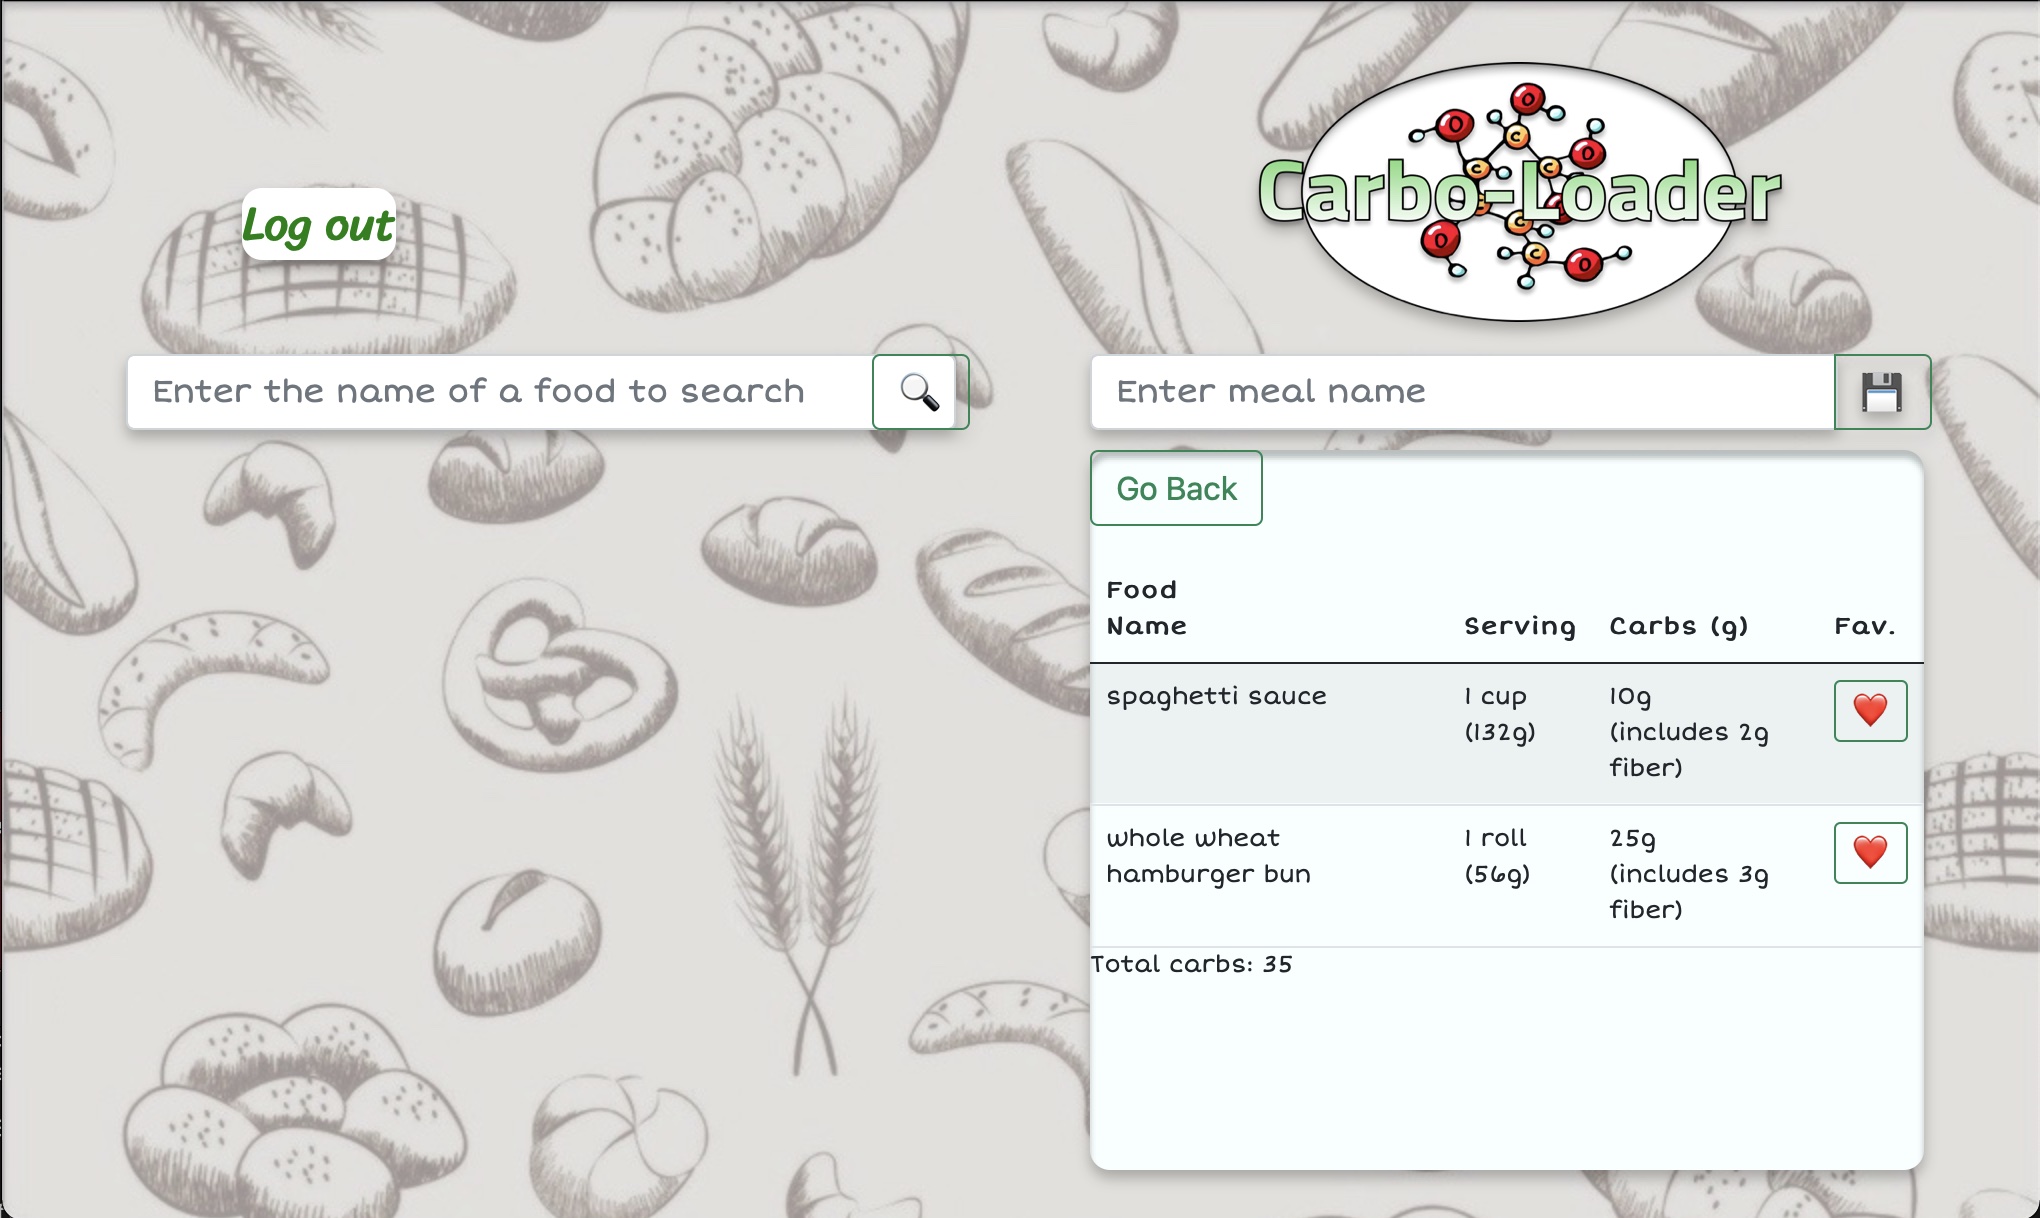 Carbo-Loader
Log out
Enter the name of a food to search
Enter meal name
Go Back
Food
Name Serving Carbs (g) Fav.
spaghetti sauce 1 cup 10g
(132g) (includes 2g
fiber)
whole wheat 1 roll 25g
hamburger bun (56g) (includes 3g
fiber)
Total carbs: 35